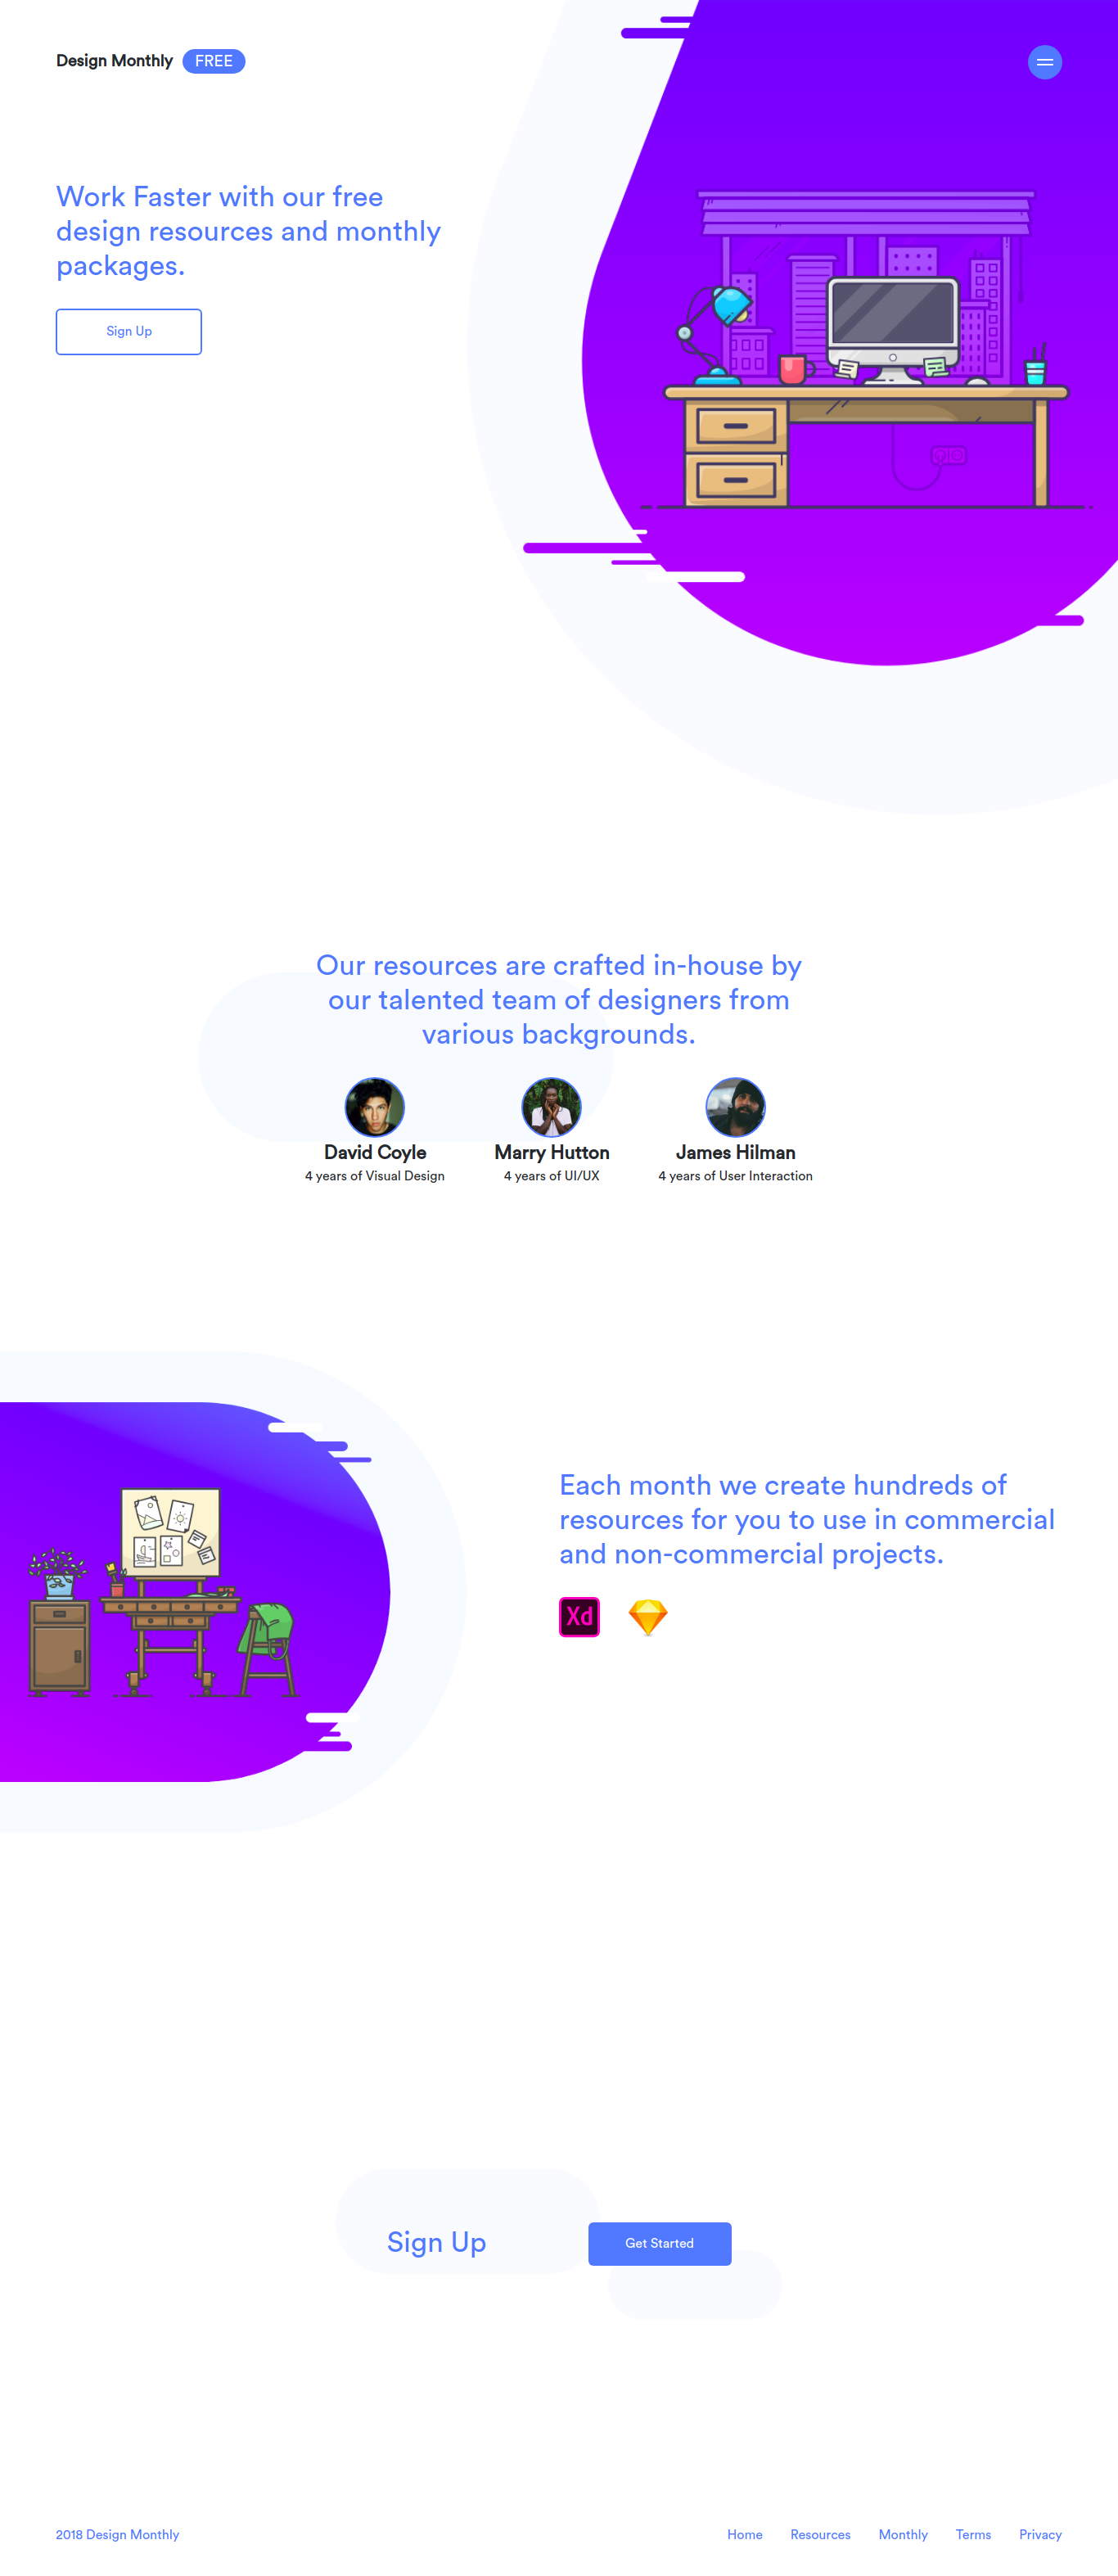 Design Monthly FREE
Work Faster with our free
design resources and monthly
packages.
Sign Up
Our resources are crafted in-house by
our talented team of designers from
various backgrounds.
David Coyle
4 years of Visual Design
Marry Hutton
4 years of UI/UX
James Hilman
4 years of User Interaction
Each month we create hundreds of
resources for you to use in commercial
and non-commercial projects.
Xd
Sign Up
Get Started
2018 Design Monthly
Home Resources Monthly Terms Privacy